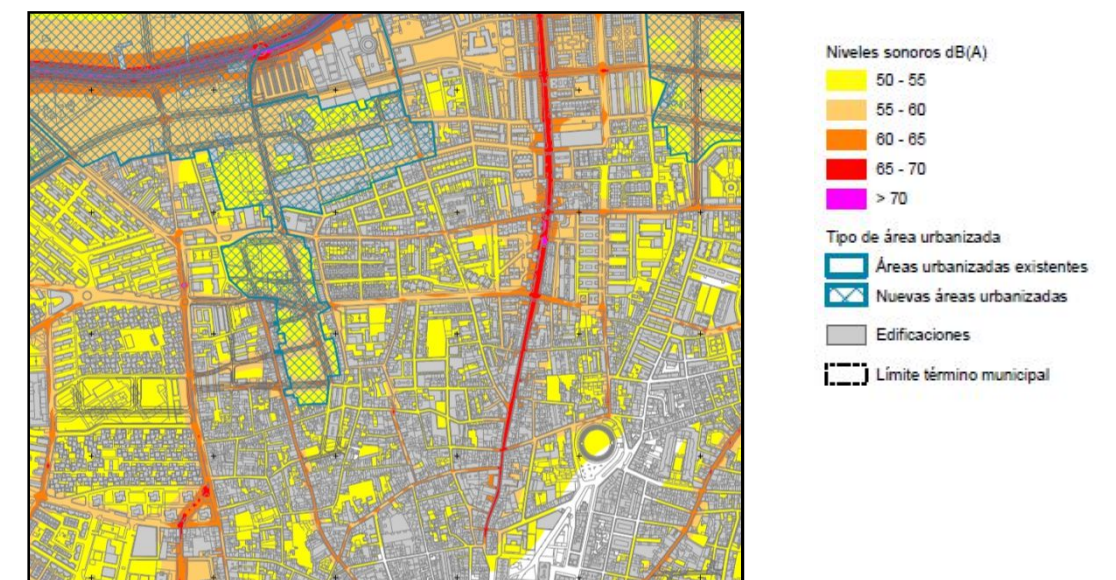 Niveles sonoros dB(A)
50 - 55
55 - 60
60 - 65
65 - 70
> 70
Tipo de área urbanizada
Áreas urbanizadas existentes
Nuevas áreas urbanizadas
Edificaciones
Límite término municipal